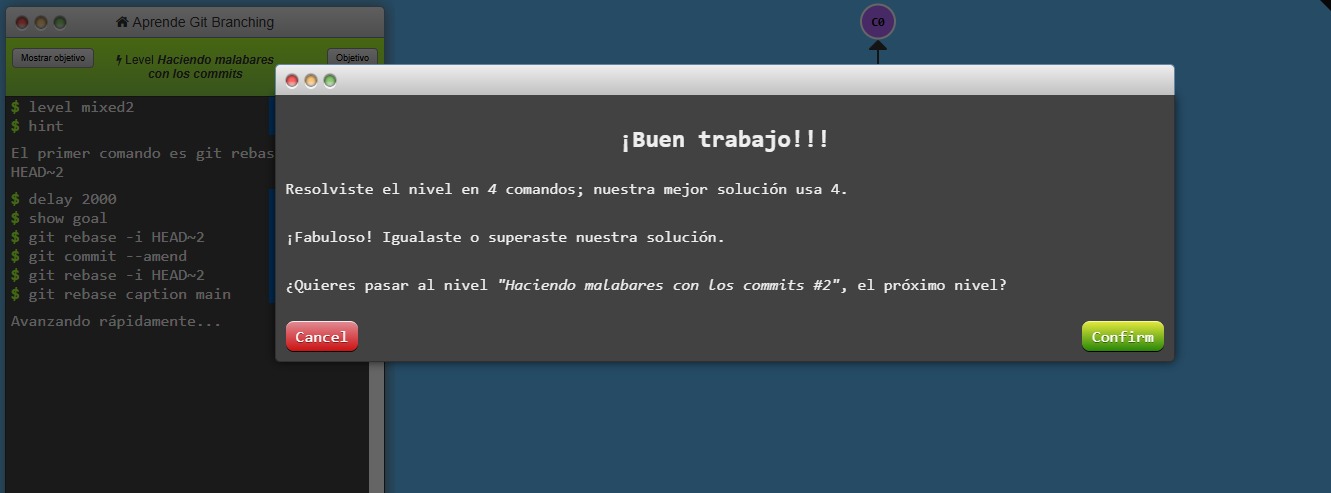 Aprende Git Branching
Mostrar objetivo
Level Haciendo malabares
con los commits
Objetivo
C0
$ level mixed2
$ hint
El primer comando es git rebas
HEAD~2
$ delay 2000
$ show goal
$ git rebase -i HEAD~2
$ git commit --amend
$ git rebase -i HEAD~2
$ git rebase caption main
Avanzando rápidamente...
¡Buen trabajo!!!
Resolviste el nivel en 4 comandos; nuestra mejor solución usa 4.
¡Fabuloso! Igualaste o superaste nuestra solución.
¿Quieres pasar al nivel "Haciendo malabares con los commits #2", el próximo nivel?
Cancel
Confirm